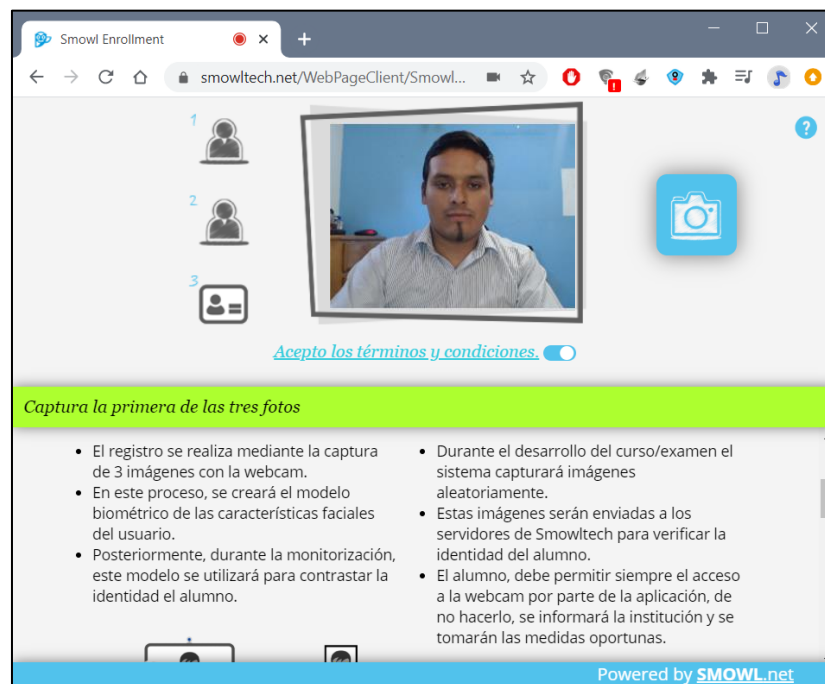 Smowl Enrollment
smowltech.net/WebPageClient/Smowl...
1
2
3
Acepto los términos y condiciones.
Captura la primera de las tres fotos
El registro se realiza mediante la captura
de 3 imágenes con la webcam.
En este proceso, se creará el modelo
biométrico de las características faciales
del usuario.
Posteriormente, durante la monitorización,
este modelo se utilizará para contrastar la
identidad el alumno.
Durante el desarrollo del curso/examen el
sistema capturará imágenes
aleatoriamente.
Estas imágenes serán enviadas a los
servidores de Smowltech para verificar la
identidad del alumno.
El alumno, debe permitir siempre el acceso
a la webcam por parte de la aplicación, de
no hacerlo, se informará la institución y se
tomarán las medidas oportunas.
Powered by SMOWL.net